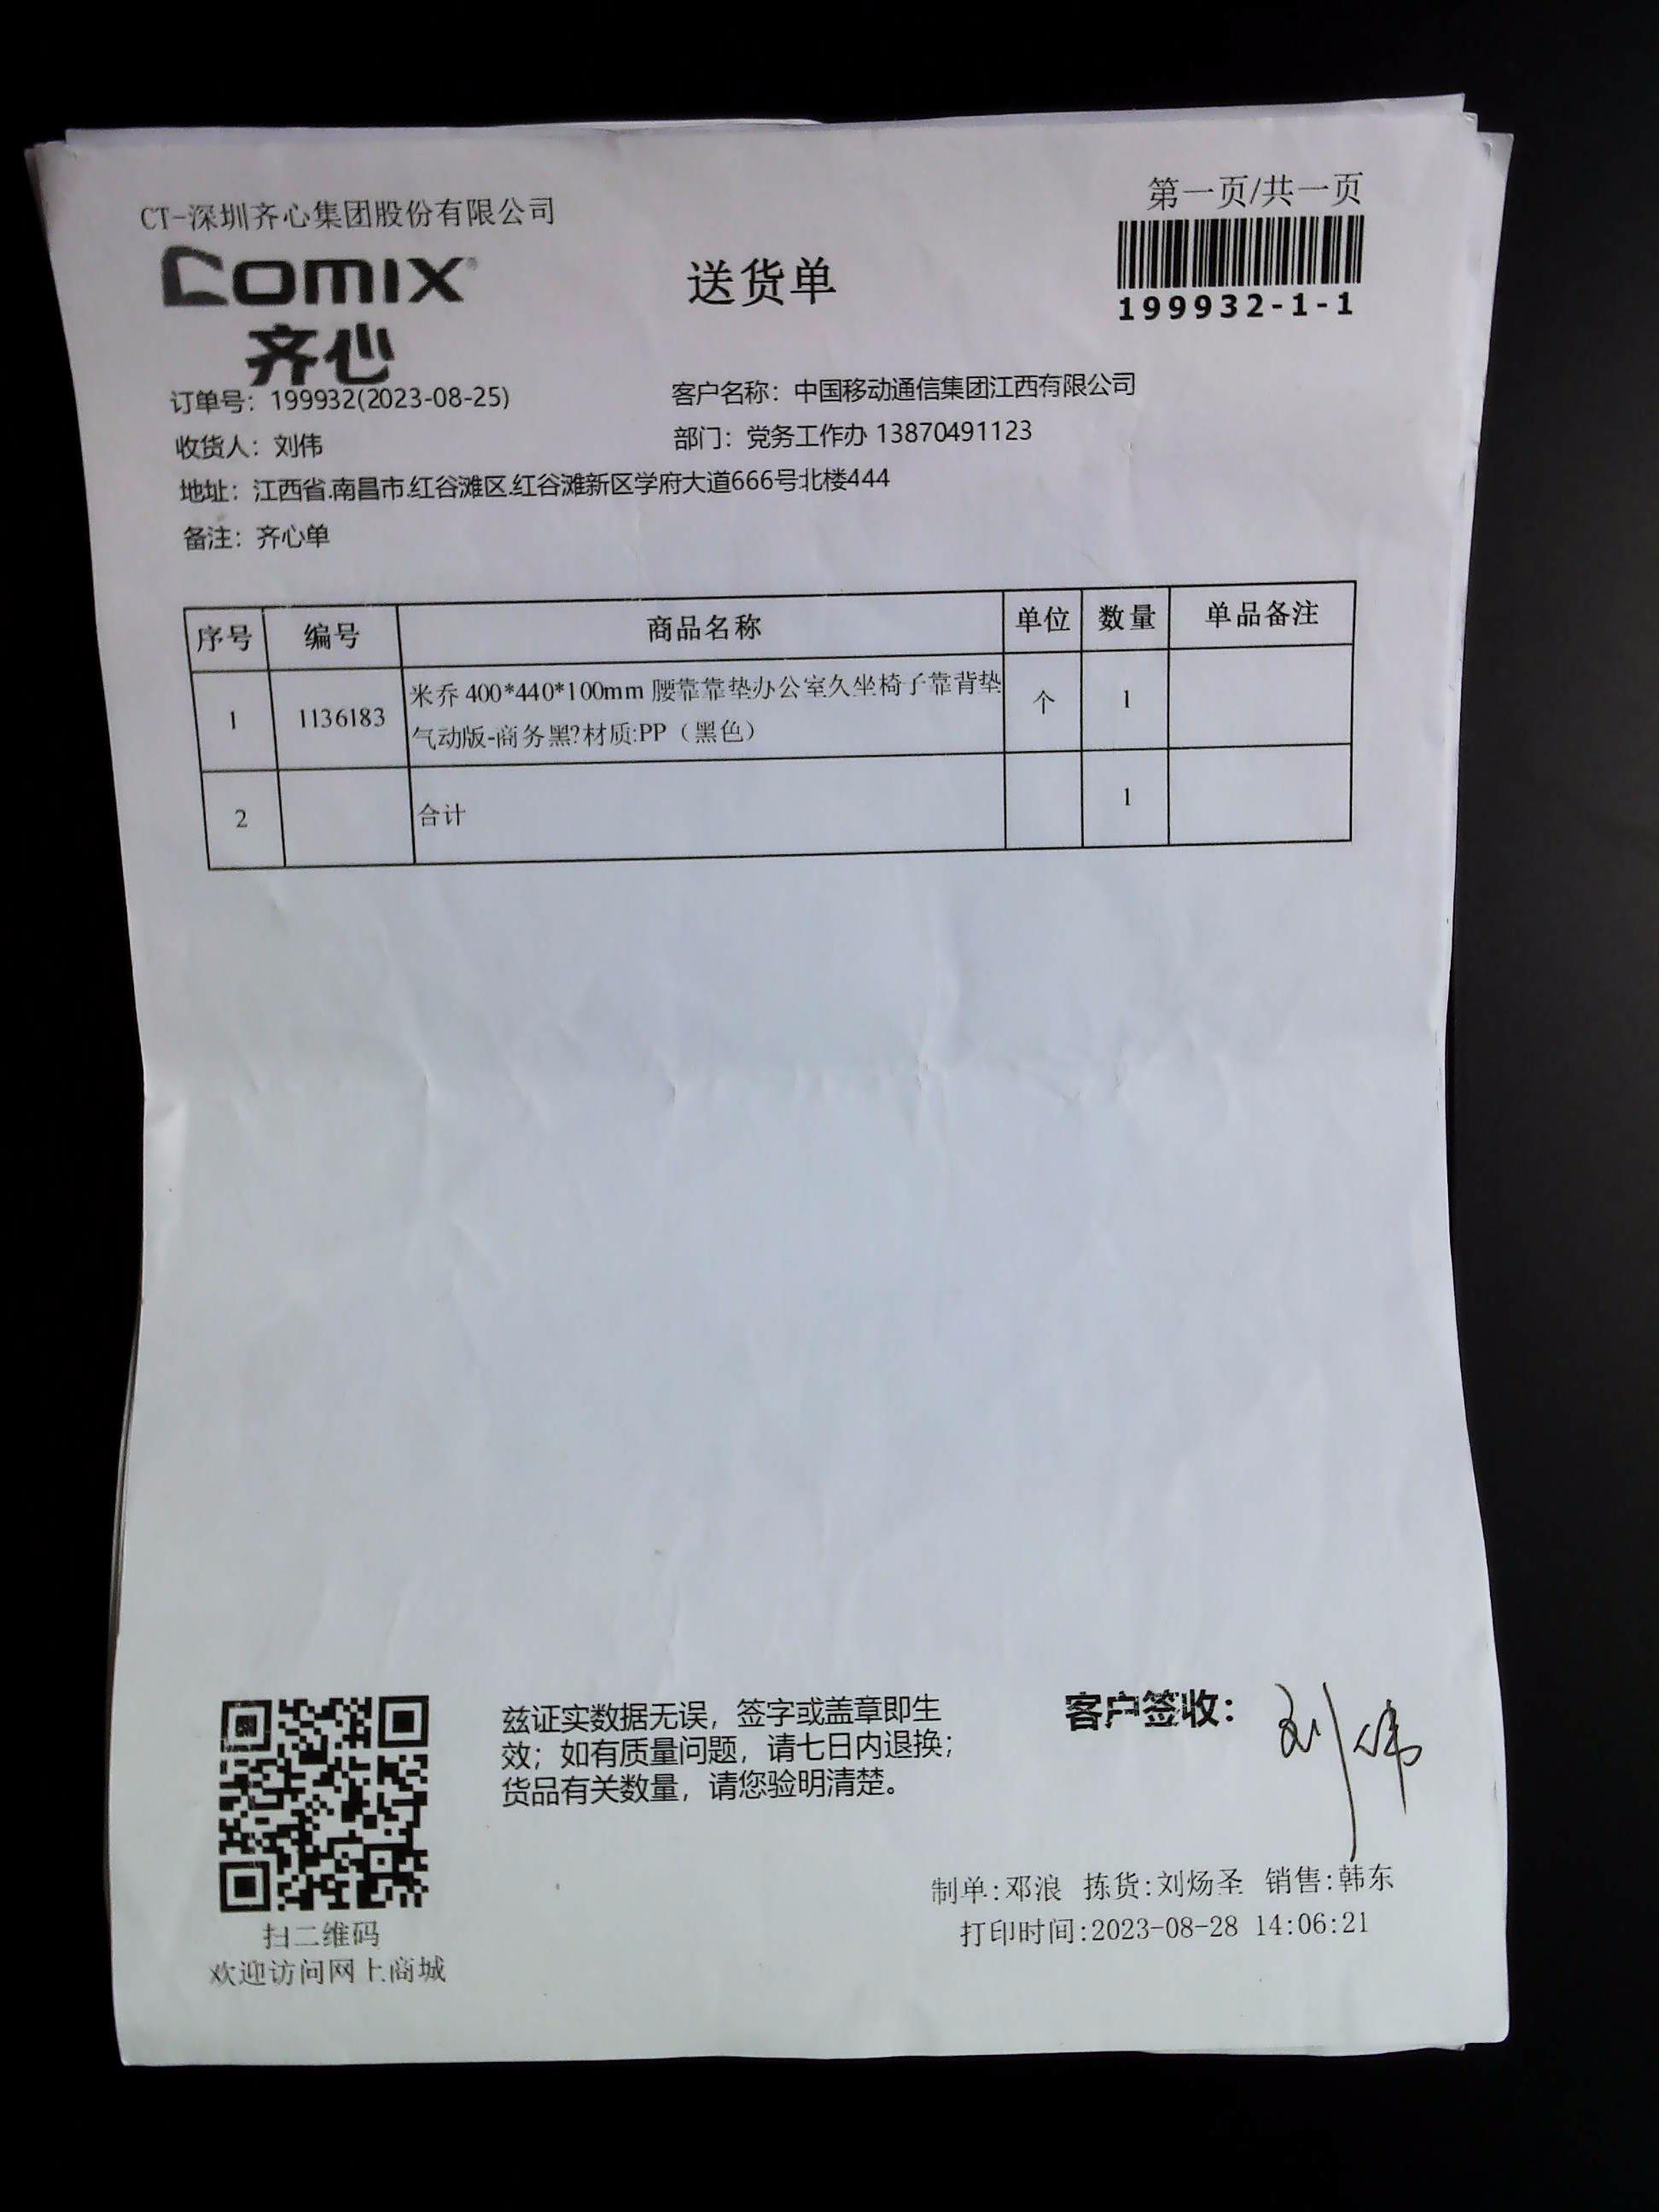 CT-深圳齐心集团股份有限公司
第一页/共一页
COMIX®
齐心
送货单
199932-1-1
订单号：199932(2023-08-25)
客户名称：中国移动通信集团江西有限公司
收货人：刘伟
部门：党务工作办 13870491123
地址：江西省.南昌市.红谷滩区.红谷滩新区学府大道666号北楼444
备注：齐心单
序号 编号 商品名称 单位 数量 单品备注
1 1136183 米乔 400*440*100mm 腰靠靠垫办公室久坐椅子靠背垫 个 1
气动版-商务黑?材质:PP（黑色）
2 合计 1
兹证实数据无误，签字或盖章即生
效；如有质量问题，请七日内退换；
货品有关数量，请您验明清楚。
客户签收：刘伟
制单:邓浪 拣货:刘炀圣 销售:韩东
打印时间:2023-08-28 14:06:21
扫二维码
欢迎访问网上商城